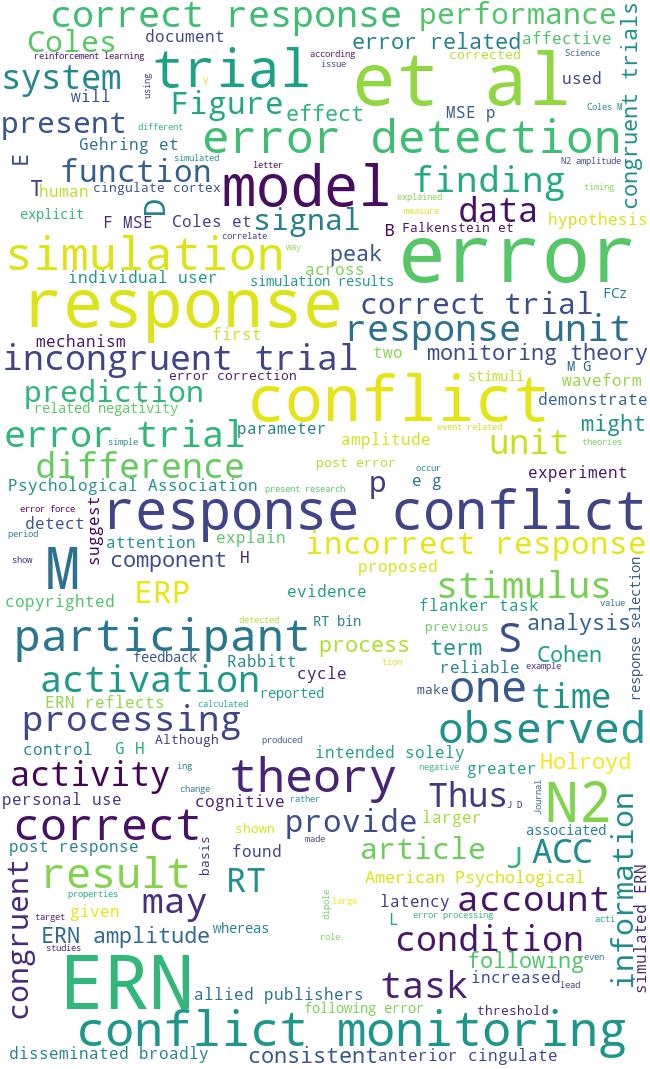 correct response performance
Coles document error related affective
reinforcement learning according issue corrected Science
system trial et al used
will using v Coles M
Figure effect MSE p congruent trials
present different error detection
Gehring et simulated
E function letter N2 amplitude
T human cingulate cortex model finding timing
explained
D measure data
explicit F MSE Coles et signal B Falkenstein et hypothesis
correlate
simulation way peak error
across
individual user simulation results
response FCz
correct trial
first response unit
mechanism
incongruent trial two monitoring theory
M G
error correction stimuli waveform
prediction conflict demonstrate
related negativity
might
error trial simple parameter event related theories
amplitude unit
difference post error occur
p e g experiment
Psychological Association present research
error force suggest response conflict
detect
period attention explain incorrect response
show M component H proposed
ERP evidence stimulus
copyrighted flanker task value
detected RT bin previous response selection
participant process term S analysis
feedback Rabbitt tion Cohen
reliable example
activation cycle make one time
reported
ERN reflects calculated
processing observed
Although produced
control G H intended solely
ing negative greater Holroyd
activity theory
change Thus J D Journal N2
personal use cognitive rather
correct provide larger associated
made
shown
post response basis found article J ACC information
result RT American Psychological
properties dipole large
congruent may latency account simulated ERN
target given L error processing acti
studies ERN amplitude whereas role condition
following even
ERN task increased lead
allied publishers
following error threshold
conflict monitoring
disseminated broadly consistent anterior cingulate